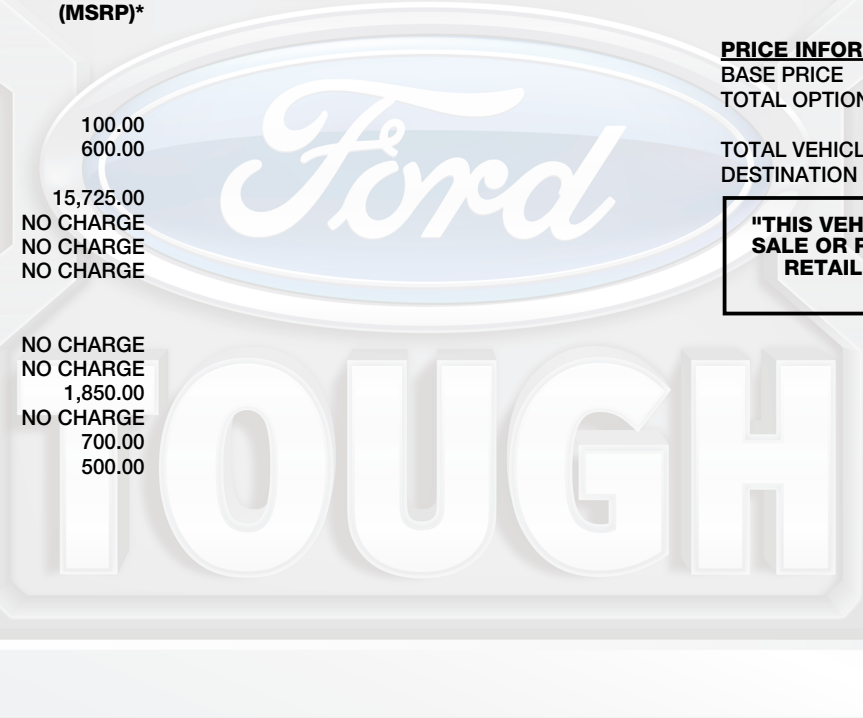 (MSRP)*
100.00
600.00
15,725.00
NO CHARGE
NO CHARGE
NO CHARGE
NO CHARGE
NO CHARGE
1,850.00
NO CHARGE
700.00
500.00
PRICE INFOR
BASE PRICE
TOTAL OPTION
TOTAL VEHICL
DESTINATION
"THIS VEH
SALE OR
RETAIL
Ford
TOUGH